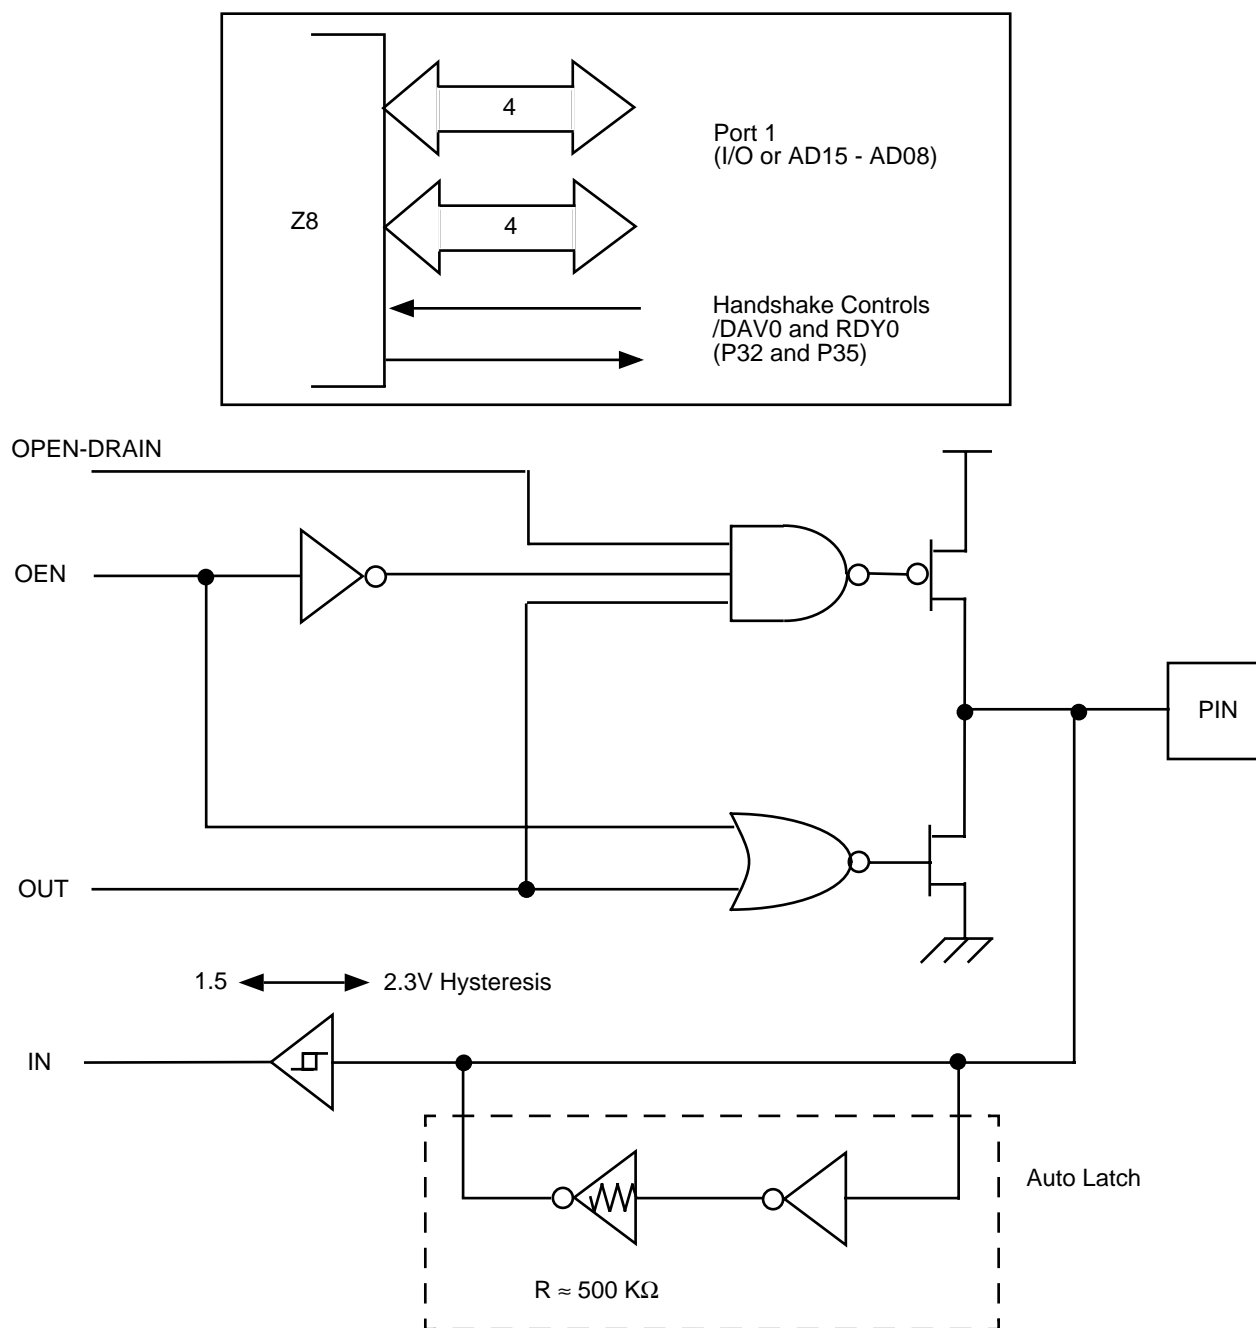 4
Port 1
(I/O or AD15 - AD08)
Z8
4
Handshake Controls
/DAV0 and RDY0
(P32 and P35)
OPEN-DRAIN
OEN
PIN
OUT
1.5
2.3V Hysteresis
IN
Auto Latch
R ≈ 500 KΩ